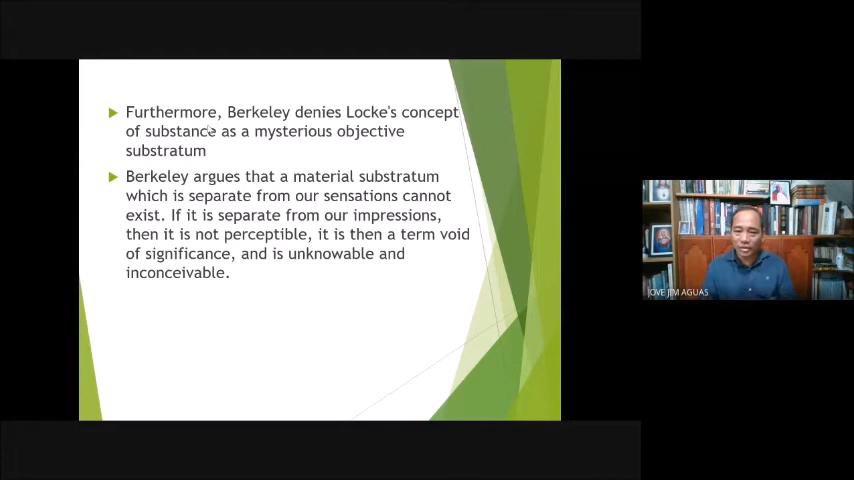 Furthermore, Berkeley denies Locke's concept
of substance as a mysterious objective
substratum
Berkeley argues that a material substratum
which is separate from our sensations cannot
exist. If it is separate from our impressions,
then it is not perceptible, it is then a term void
of significance, and is unknowable and
inconceivable.
JOVE JIM AGUAS